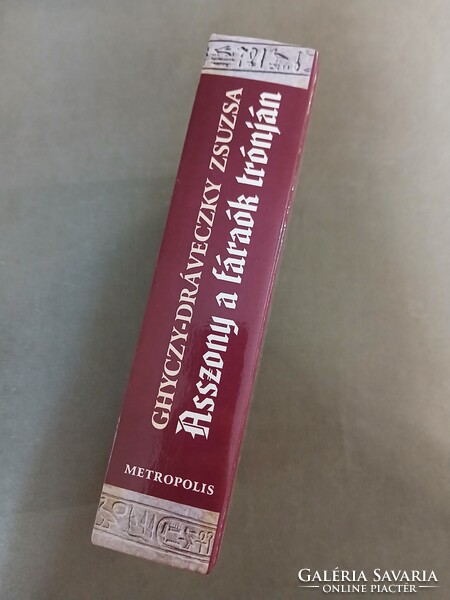 GHYCZY-DRÁVECZKY ZSUZSA
Asszony a fáraók trónján
METROPOLIS
GALÉRIA SAVARIA
ONLINE PIACTÉR